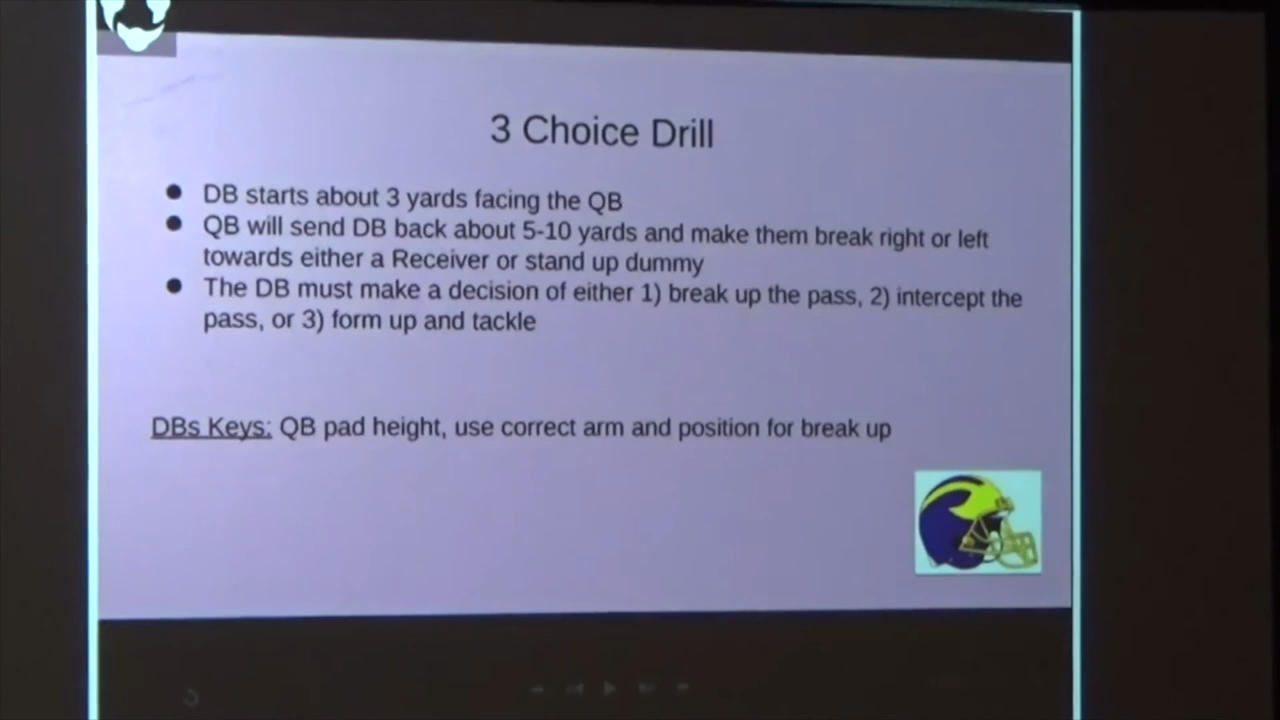 3 Choice Drill
● DB starts about 3 yards facing the QB
● QB will send DB back about 5-10 yards and make them break right or left
towards either a Receiver or stand up dummy
● The DB must make a decision of either 1) break up the pass, 2) intercept the
pass, or 3) form up and tackle
DBs Keys: QB pad height, use correct arm and position for break up